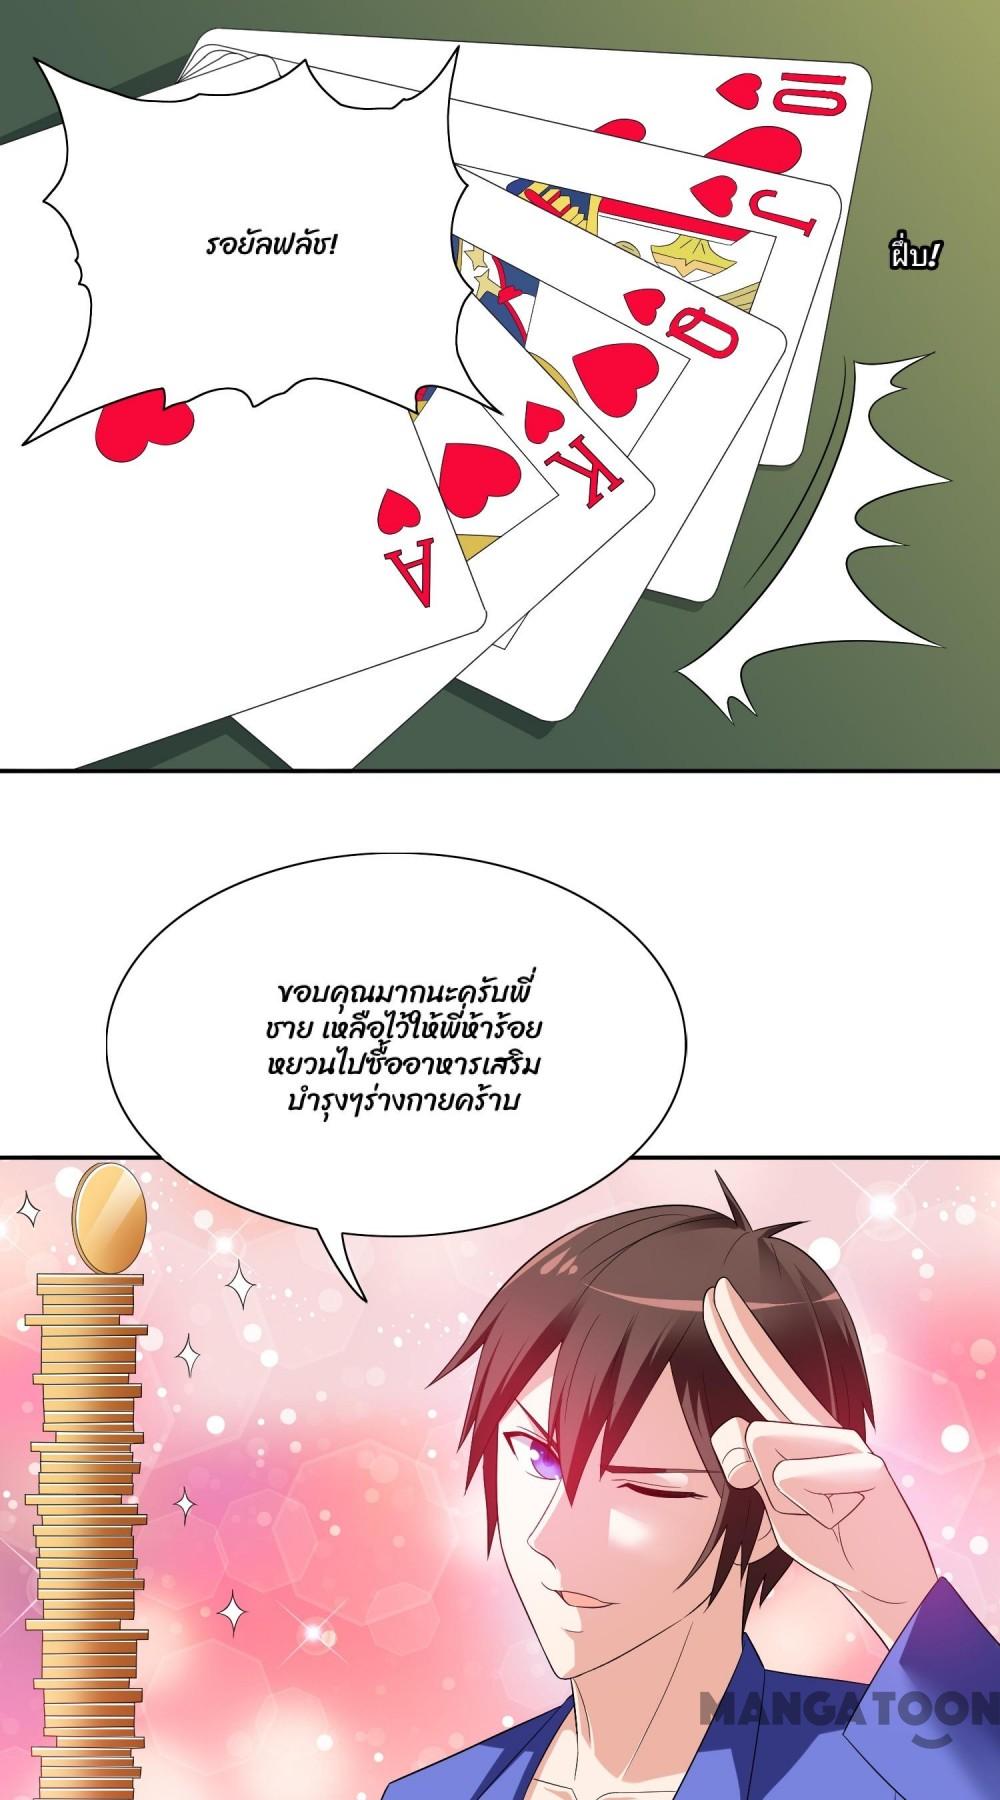 10
J
รอยัลฟลัช!
ฝึ่บ!
Q
K
A
ขอบคุณมากนะครับพี่
ชาย เหลือไว้ให้พี่ห้าร้อย
หยวนไปซื้ออาหารเสริม
บำรุงๆร่างกายคร้าบ
MANGATOON